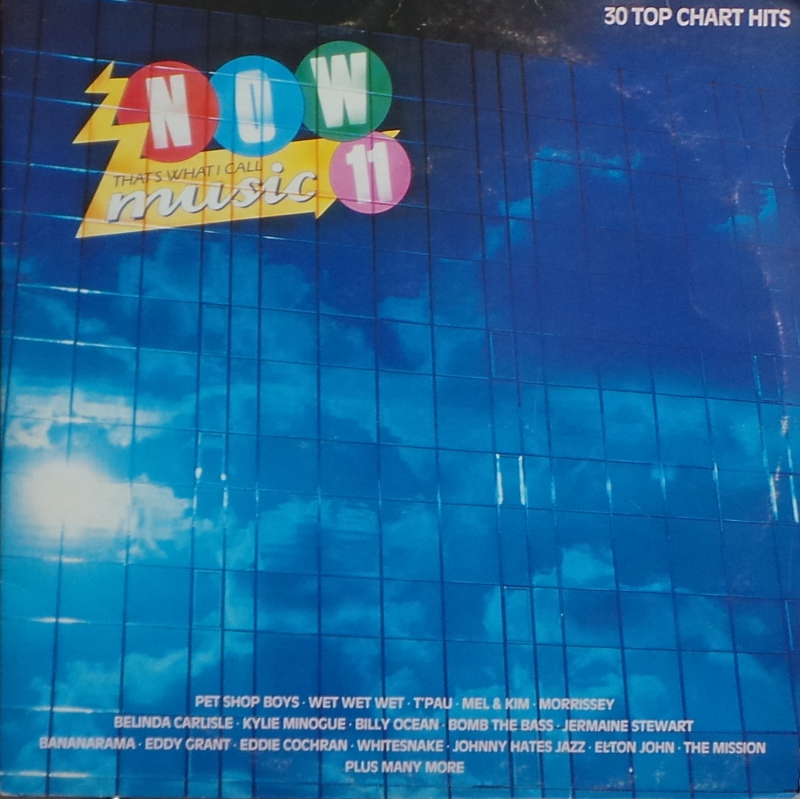 30 TOP CHART HITS
NOW
THAT'S WHAT I CALL
music 11
PET SHOP BOYS · WET WET WET · T'PAU · MEL & KIM · MORRISSEY
BELINDA CARLISLE · KYLIE MINOGUE · BILLY OCEAN · BOMB THE BASS · JERMAINE STEWART
BANANARAMA · EDDY GRANT · EDDIE COCHRAN · WHITESNAKE · JOHNNY HATES JAZZ · ELTON JOHN · THE MISSION
PLUS MANY MORE